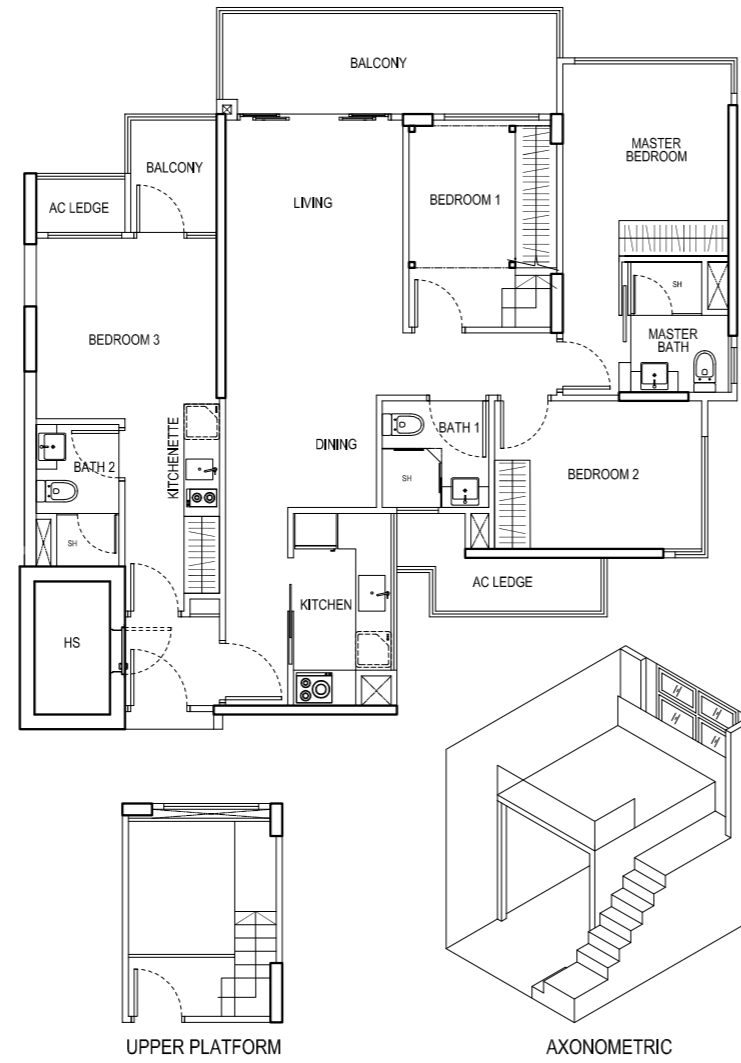 BALCONY
MASTER
BEDROOM
BALCONY
AC LEDGE
LIVING
BEDROOM 1
SH
BEDROOM 3
MASTER
BATH
KITCHENETTE
BATH 1
DINING
BATH 2
BEDROOM 2
SH
SH
AC LEDGE
KITCHEN
HS
UPPER PLATFORM
AXONOMETRIC